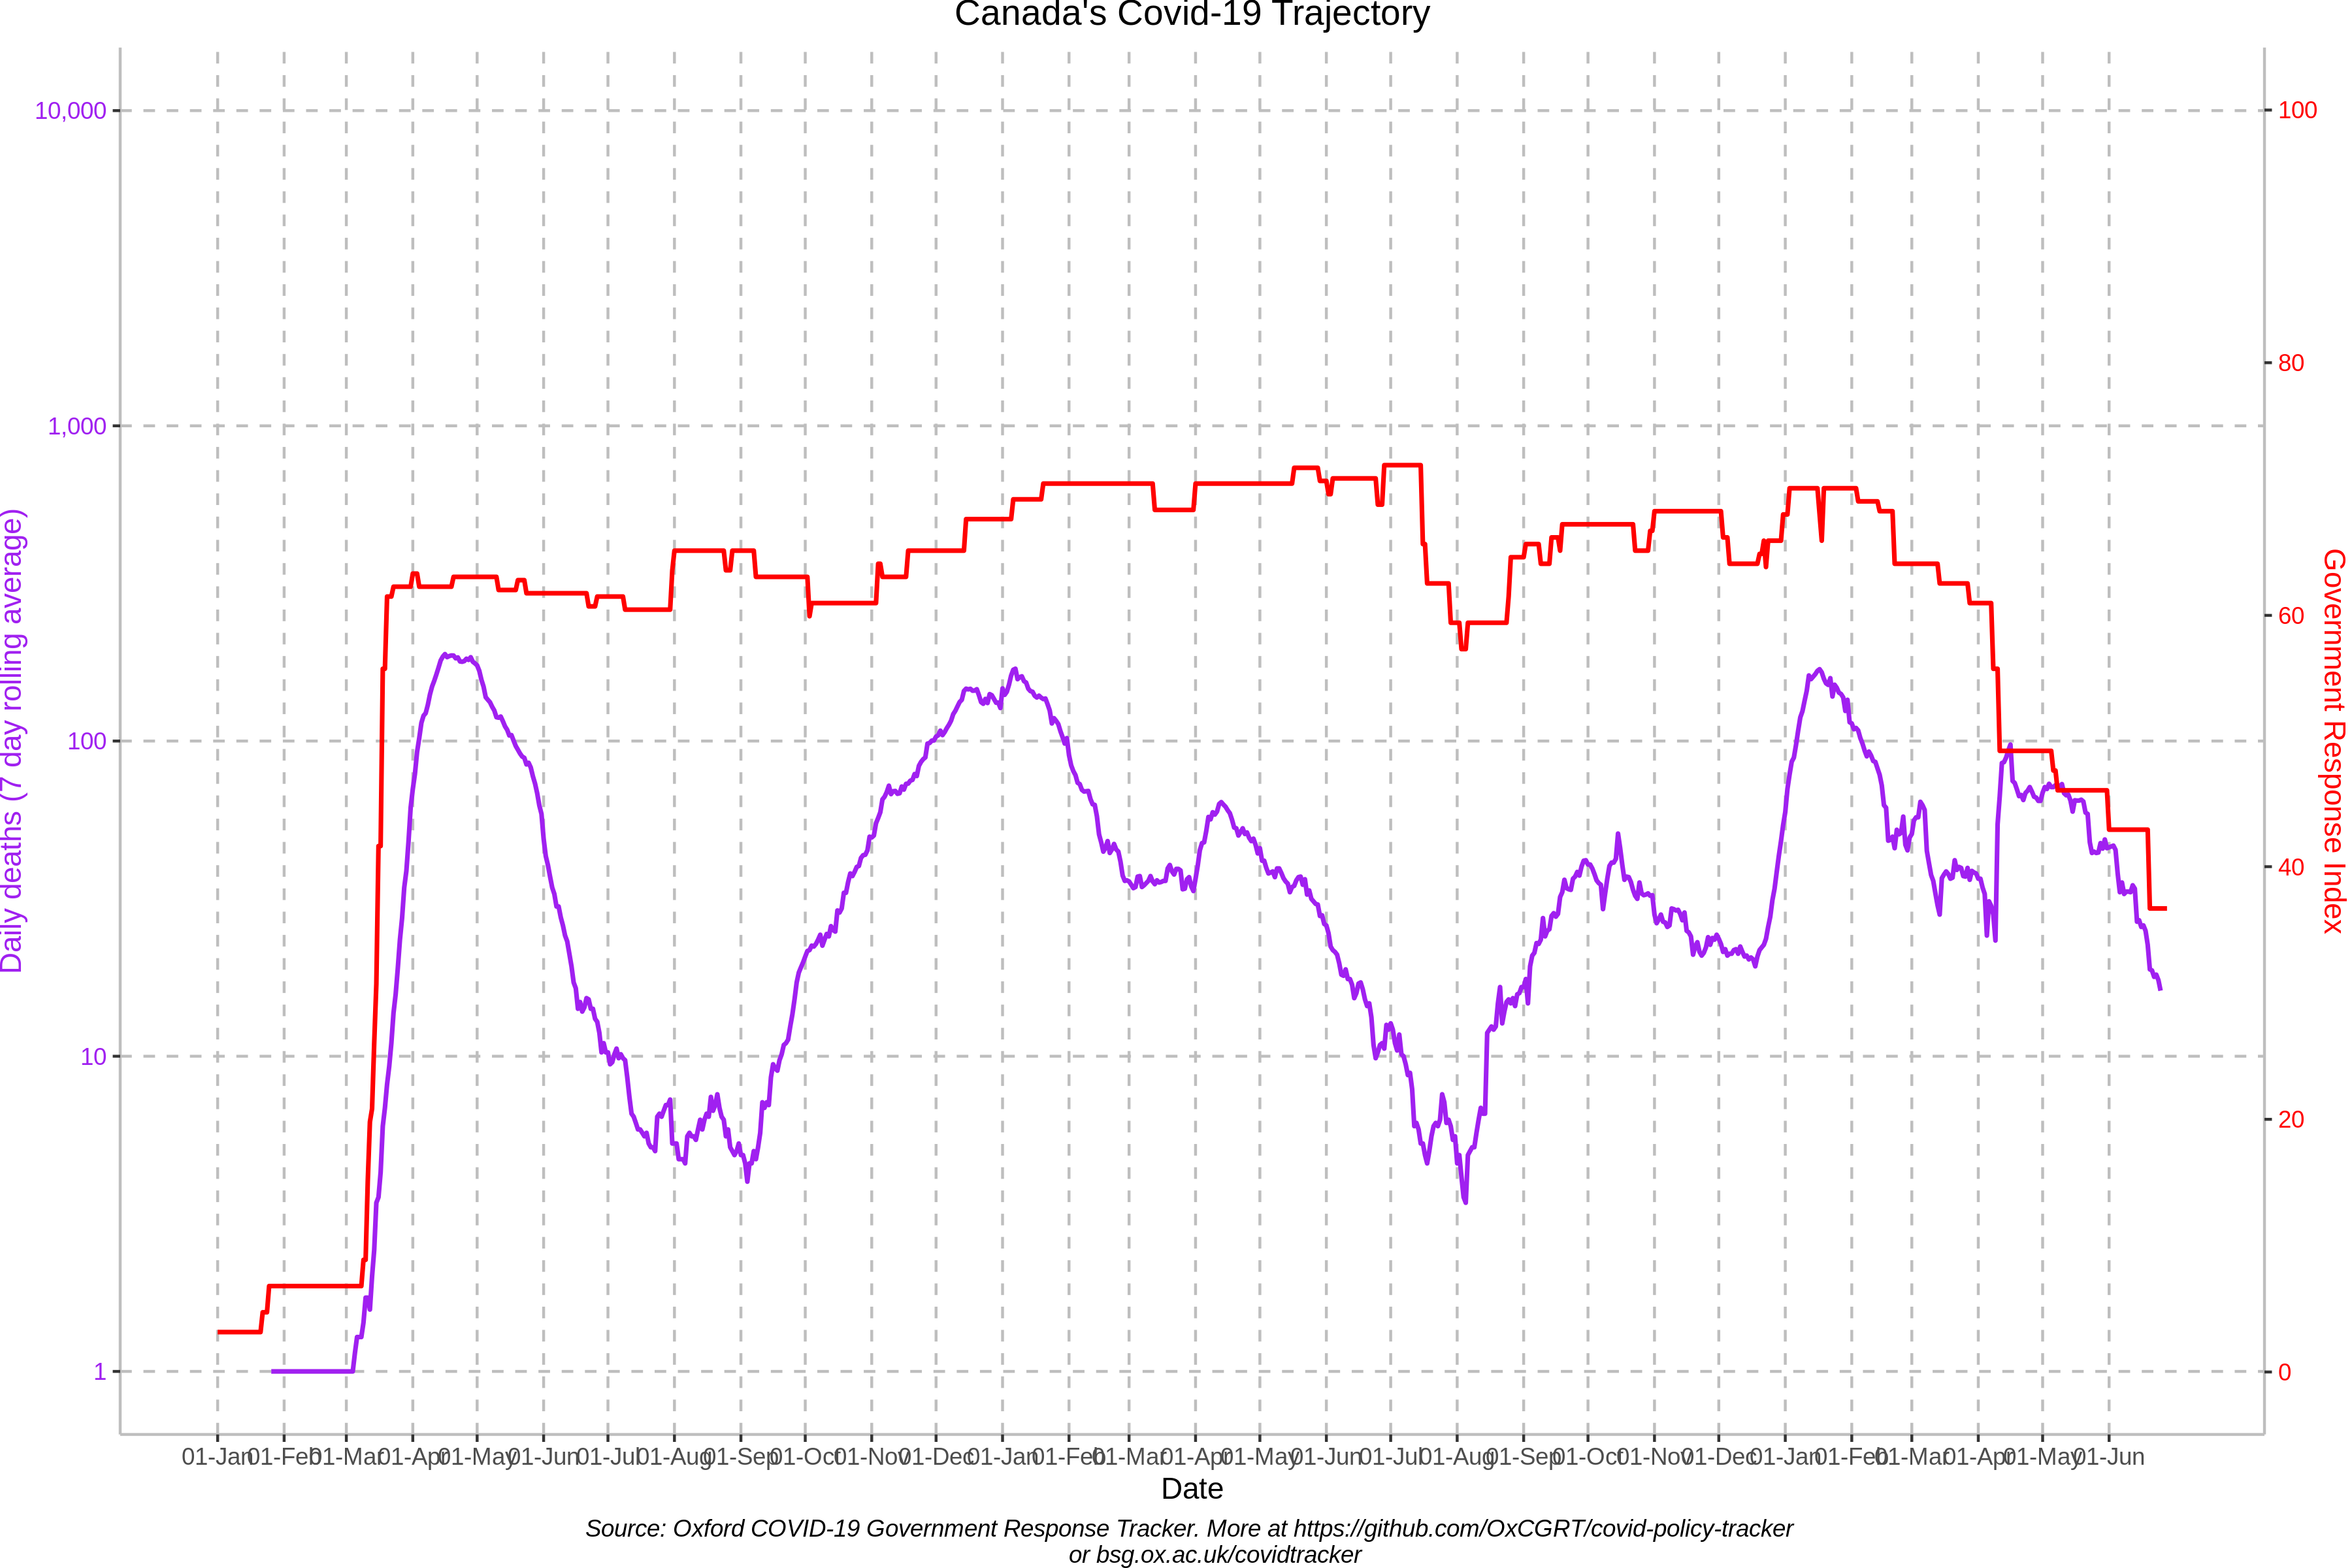 Canada's Covid-19 Trajectory
Daily deaths (7 day rolling average)
10,000
1,000
100
10
1
100
80
60
40
20
0
Government Response Index
01-Jan 01-Feb 01-Mar 01-Apr 01-May 01-Jun 01-Jul 01-Aug 01-Sep 01-Oct 01-Nov 01-Dec 01-Jan 01-Feb 01-Mar 01-Apr 01-May 01-Jun 01-Jul 01-Aug 01-Sep 01-Oct 01-Nov 01-Dec 01-Jan 01-Feb 01-Mar 01-Apr 01-May 01-Jun
Date
Source: Oxford COVID-19 Government Response Tracker. More at https://github.com/OxCGRT/covid-policy-tracker
or bsg.ox.ac.uk/covidtracker